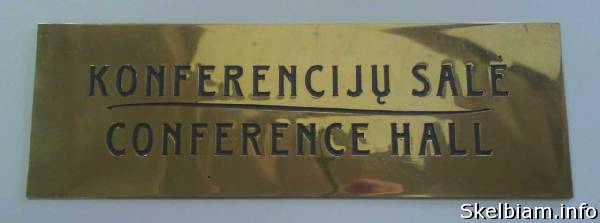 KONFERENCIJŲ SALĖ
CONFERENCE HALL
Skelbiam.info